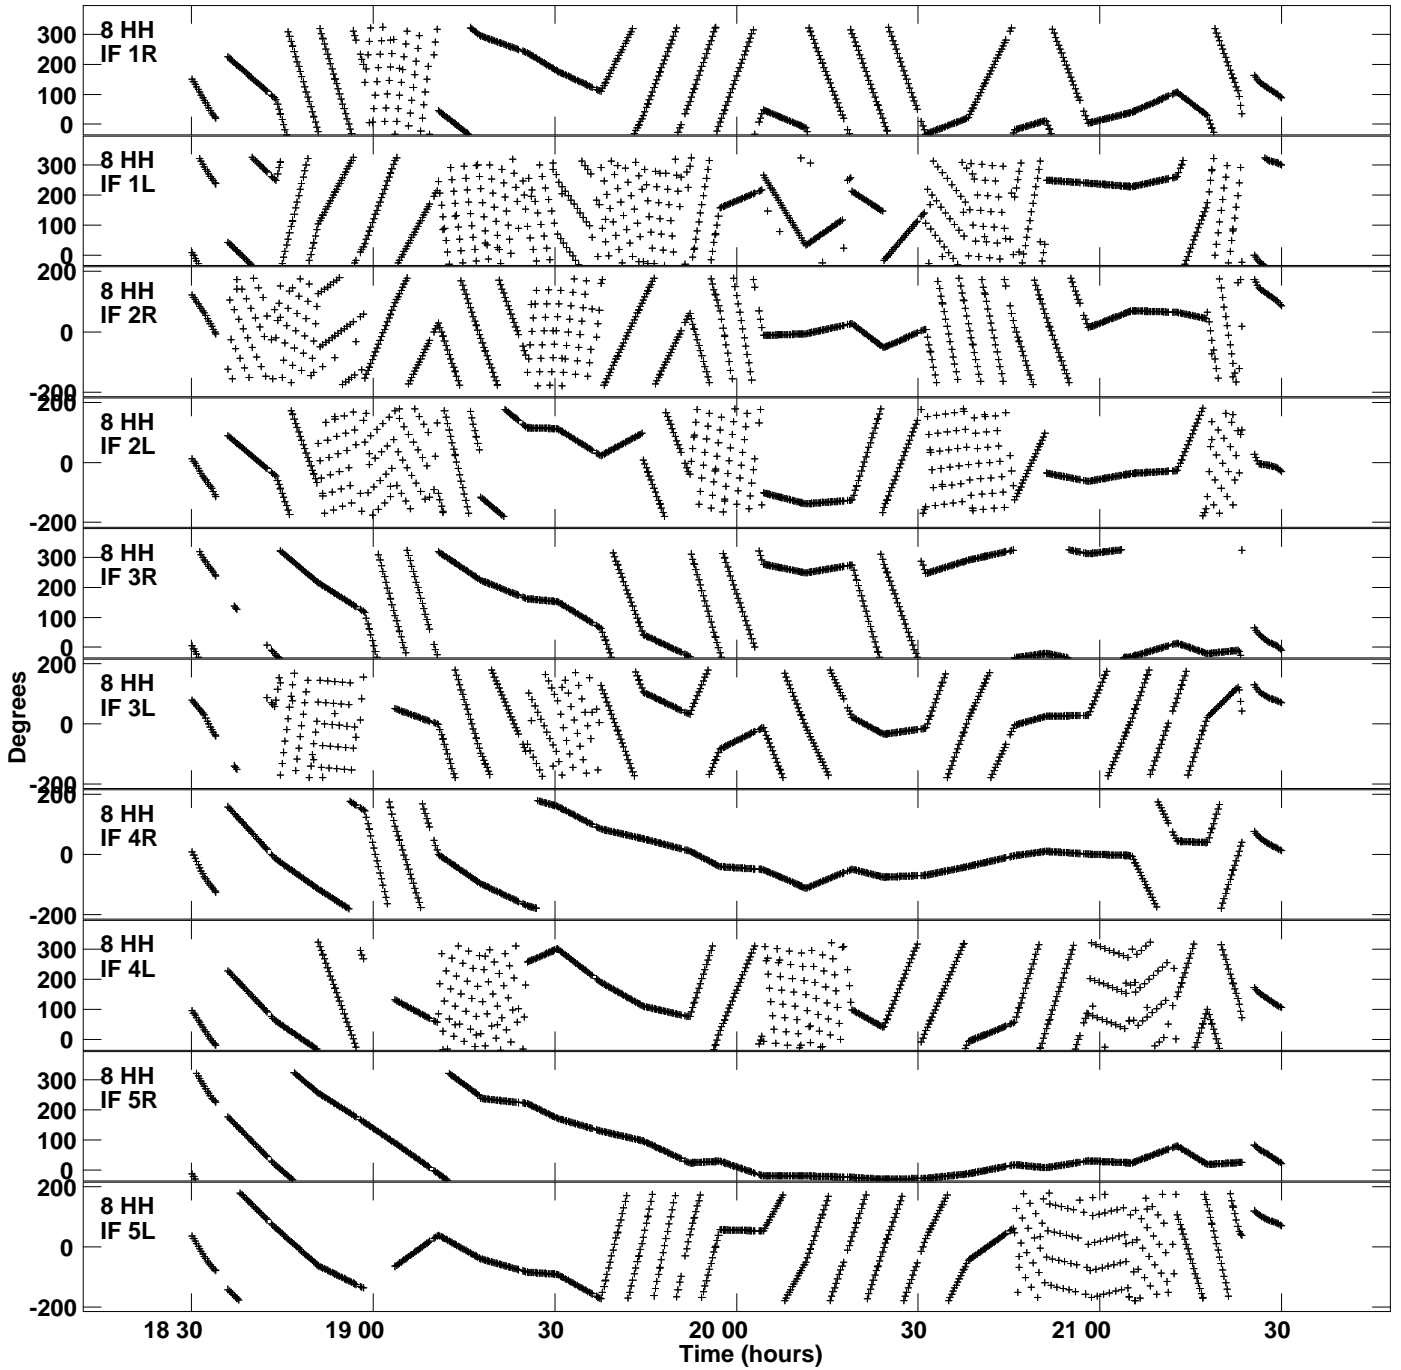 8 HH
IF 1R
300
200
100
0
8 HH
IF 1L
300
200
100
0
8 HH
IF 2R
200
0
-200
8 HH
IF 2L
200
0
-200
8 HH
IF 3R
300
200
100
0
8 HH
IF 3L
200
0
-200
8 HH
IF 4R
200
0
-200
8 HH
IF 4L
300
200
100
0
8 HH
IF 5R
300
200
100
0
8 HH
IF 5L
200
0
-200
Degrees
18 30 19 00 30 20 00 30 21 00 30
Time (hours)